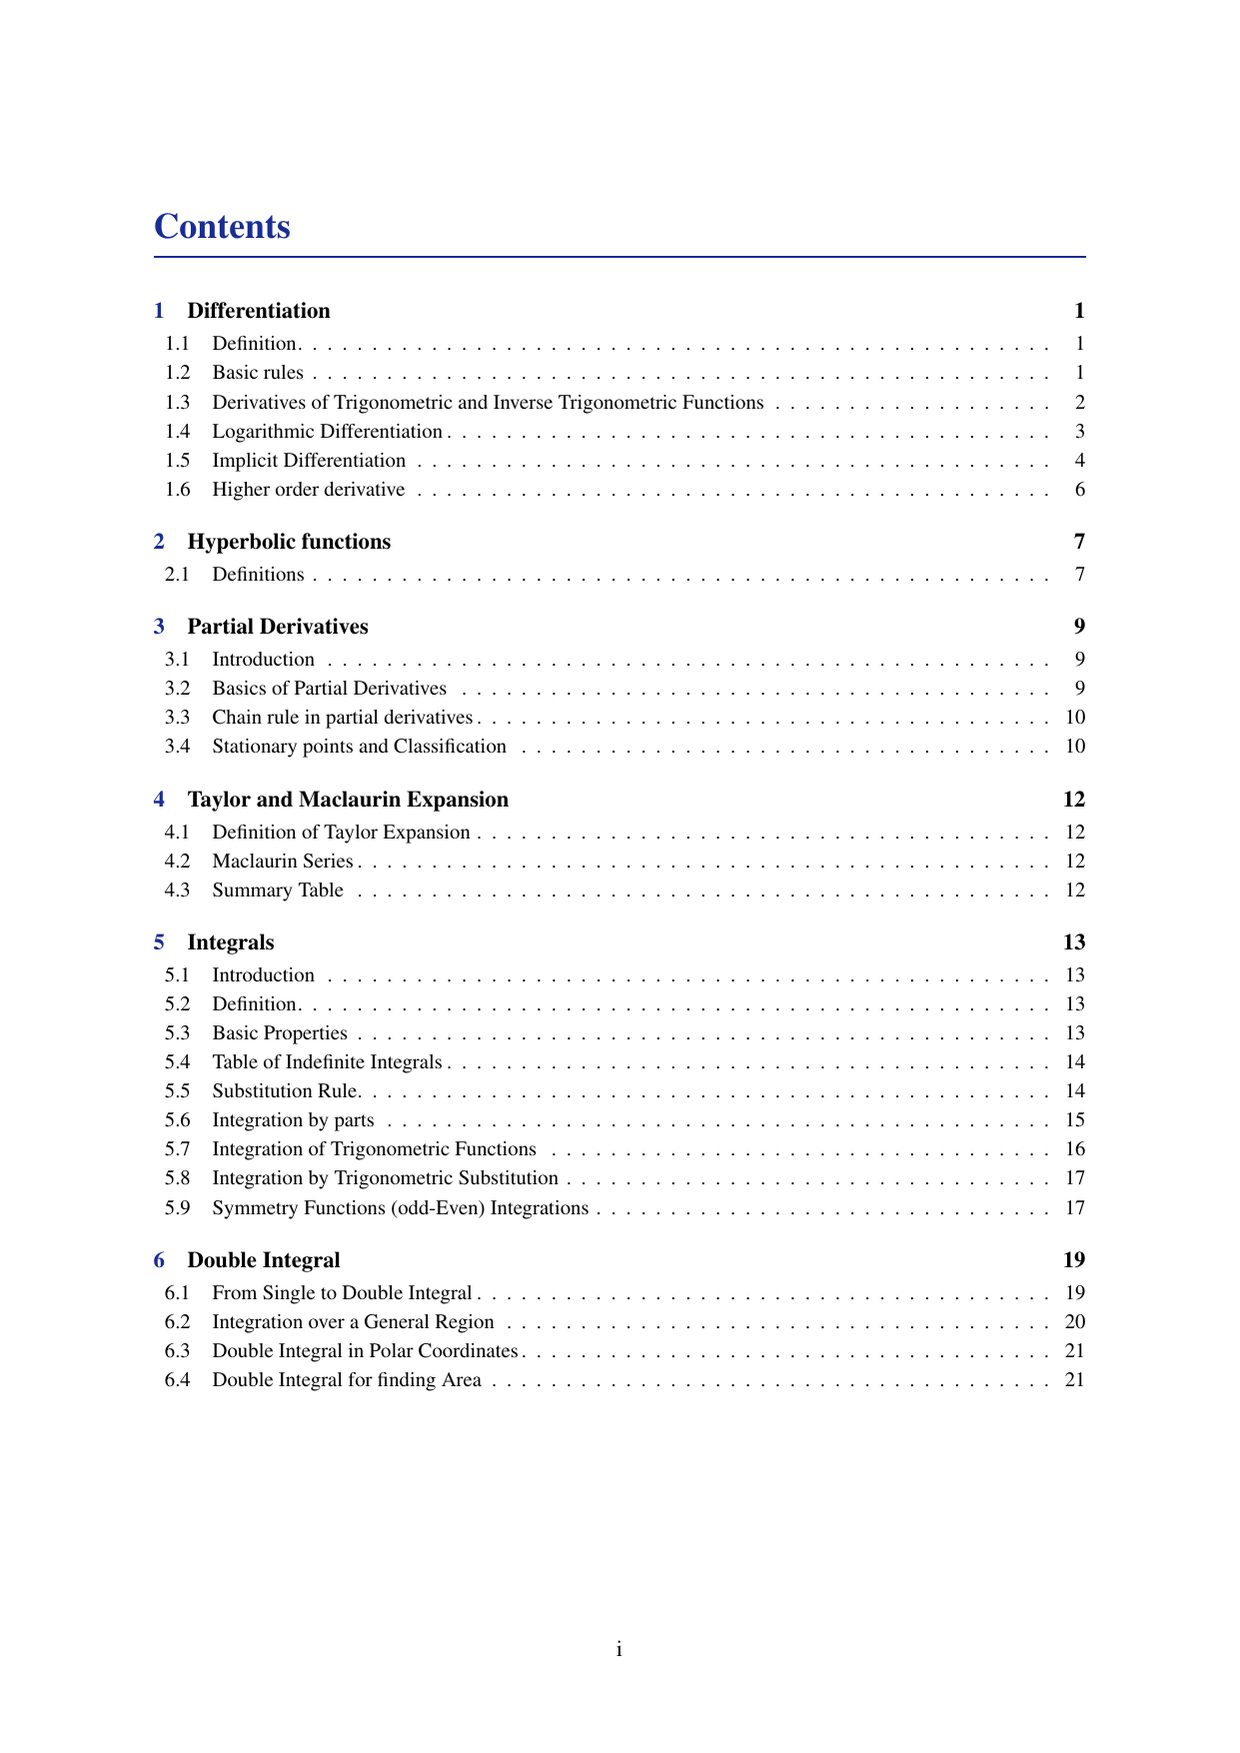 Contents
1 Differentiation 1
1.1 Definition. . . . . . . . . . . . . . . . . . . . . . . . . . . . . . . . . . . . . . . . . . . . . . . . . . . 1
1.2 Basic rules . . . . . . . . . . . . . . . . . . . . . . . . . . . . . . . . . . . . . . . . . . . . . . . . . . 1
1.3 Derivatives of Trigonometric and Inverse Trigonometric Functions . . . . . . . . . . . . . . . . . . . 2
1.4 Logarithmic Differentiation . . . . . . . . . . . . . . . . . . . . . . . . . . . . . . . . . . . . . . . . . 3
1.5 Implicit Differentiation . . . . . . . . . . . . . . . . . . . . . . . . . . . . . . . . . . . . . . . . . . . 4
1.6 Higher order derivative . . . . . . . . . . . . . . . . . . . . . . . . . . . . . . . . . . . . . . . . . . . 6
2 Hyperbolic functions 7
2.1 Definitions . . . . . . . . . . . . . . . . . . . . . . . . . . . . . . . . . . . . . . . . . . . . . . . . . . 7
3 Partial Derivatives 9
3.1 Introduction . . . . . . . . . . . . . . . . . . . . . . . . . . . . . . . . . . . . . . . . . . . . . . . . . 9
3.2 Basics of Partial Derivatives . . . . . . . . . . . . . . . . . . . . . . . . . . . . . . . . . . . . . . . . 9
3.3 Chain rule in partial derivatives . . . . . . . . . . . . . . . . . . . . . . . . . . . . . . . . . . . . . . . 10
3.4 Stationary points and Classification . . . . . . . . . . . . . . . . . . . . . . . . . . . . . . . . . . . . 10
4 Taylor and Maclaurin Expansion 12
4.1 Definition of Taylor Expansion . . . . . . . . . . . . . . . . . . . . . . . . . . . . . . . . . . . . . . . 12
4.2 Maclaurin Series . . . . . . . . . . . . . . . . . . . . . . . . . . . . . . . . . . . . . . . . . . . . . . . 12
4.3 Summary Table . . . . . . . . . . . . . . . . . . . . . . . . . . . . . . . . . . . . . . . . . . . . . . . 12
5 Integrals 13
5.1 Introduction . . . . . . . . . . . . . . . . . . . . . . . . . . . . . . . . . . . . . . . . . . . . . . . . . 13
5.2 Definition. . . . . . . . . . . . . . . . . . . . . . . . . . . . . . . . . . . . . . . . . . . . . . . . . . . 13
5.3 Basic Properties . . . . . . . . . . . . . . . . . . . . . . . . . . . . . . . . . . . . . . . . . . . . . . . 13
5.4 Table of Indefinite Integrals . . . . . . . . . . . . . . . . . . . . . . . . . . . . . . . . . . . . . . . . . 14
5.5 Substitution Rule. . . . . . . . . . . . . . . . . . . . . . . . . . . . . . . . . . . . . . . . . . . . . . . 14
5.6 Integration by parts . . . . . . . . . . . . . . . . . . . . . . . . . . . . . . . . . . . . . . . . . . . . . 15
5.7 Integration of Trigonometric Functions . . . . . . . . . . . . . . . . . . . . . . . . . . . . . . . . . . 16
5.8 Integration by Trigonometric Substitution . . . . . . . . . . . . . . . . . . . . . . . . . . . . . . . . . 17
5.9 Symmetry Functions (odd-Even) Integrations . . . . . . . . . . . . . . . . . . . . . . . . . . . . . . . 17
6 Double Integral 19
6.1 From Single to Double Integral . . . . . . . . . . . . . . . . . . . . . . . . . . . . . . . . . . . . . . . 19
6.2 Integration over a General Region . . . . . . . . . . . . . . . . . . . . . . . . . . . . . . . . . . . . . 20
6.3 Double Integral in Polar Coordinates . . . . . . . . . . . . . . . . . . . . . . . . . . . . . . . . . . . . 21
6.4 Double Integral for finding Area . . . . . . . . . . . . . . . . . . . . . . . . . . . . . . . . . . . . . . 21
i